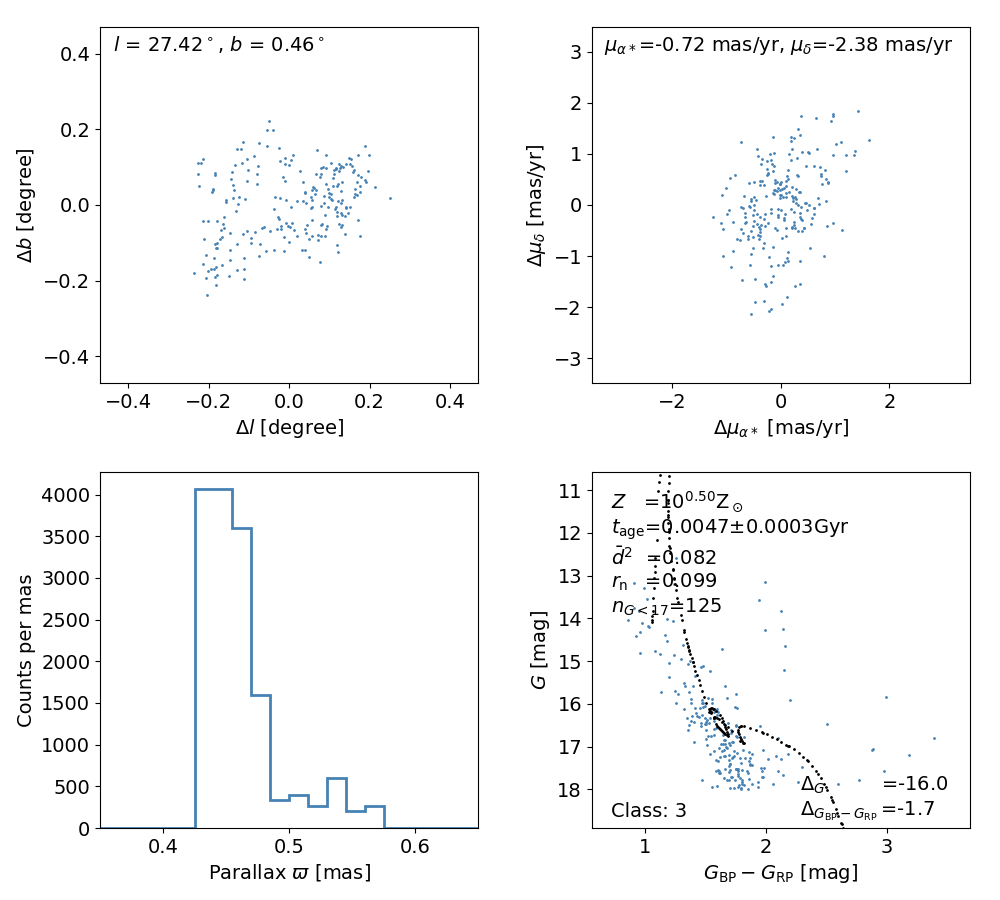 l = 27.42°, b = 0.46°
0.4
0.2
0.0
−0.2
−0.4
Δb [degree]
−0.4 −0.2 0.0 0.2 0.4
Δl [degree]
μα∗=-0.72 mas/yr, μδ=-2.38 mas/yr
3
2
1
0
−1
−2
−3
Δμδ [mas/yr]
−2 0 2
Δμα∗ [mas/yr]
4000
3500
3000
2500
2000
1500
1000
500
0
Counts per mas
0.4 0.5 0.6
Parallax ϖ [mas]
Z =10^0.50 Z⊙
t_age=0.0047±0.0003Gyr
d̄² =0.082
r_n =0.099
n_G<17=125
11
12
13
14
15
16
17
18
G [mag]
Δ_G =-16.0
Δ_G_BP−G_RP =-1.7
Class: 3
1 2 3
G_BP − G_RP [mag]